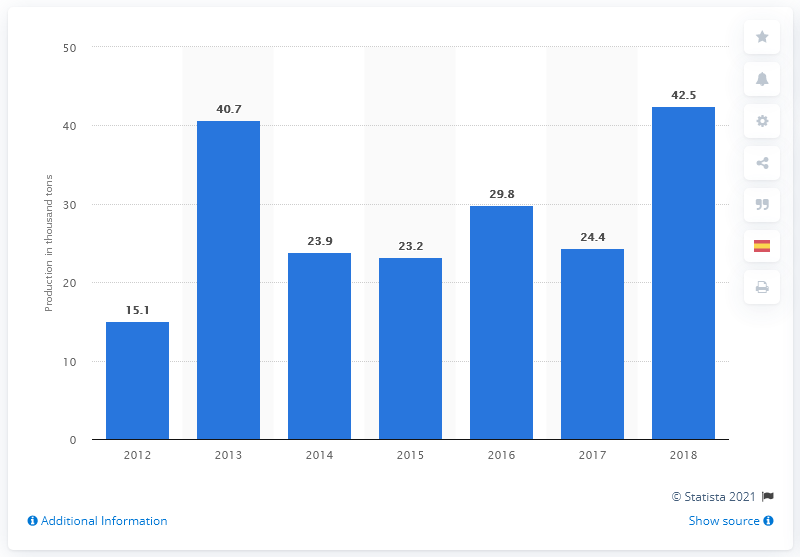 50
40
30
20
10
0
Production in thousand tons
15.1
40.7
23.9
23.2
29.8
24.4
42.5
2012 2013 2014 2015 2016 2017 2018
© Statista 2021
Additional Information
Show source